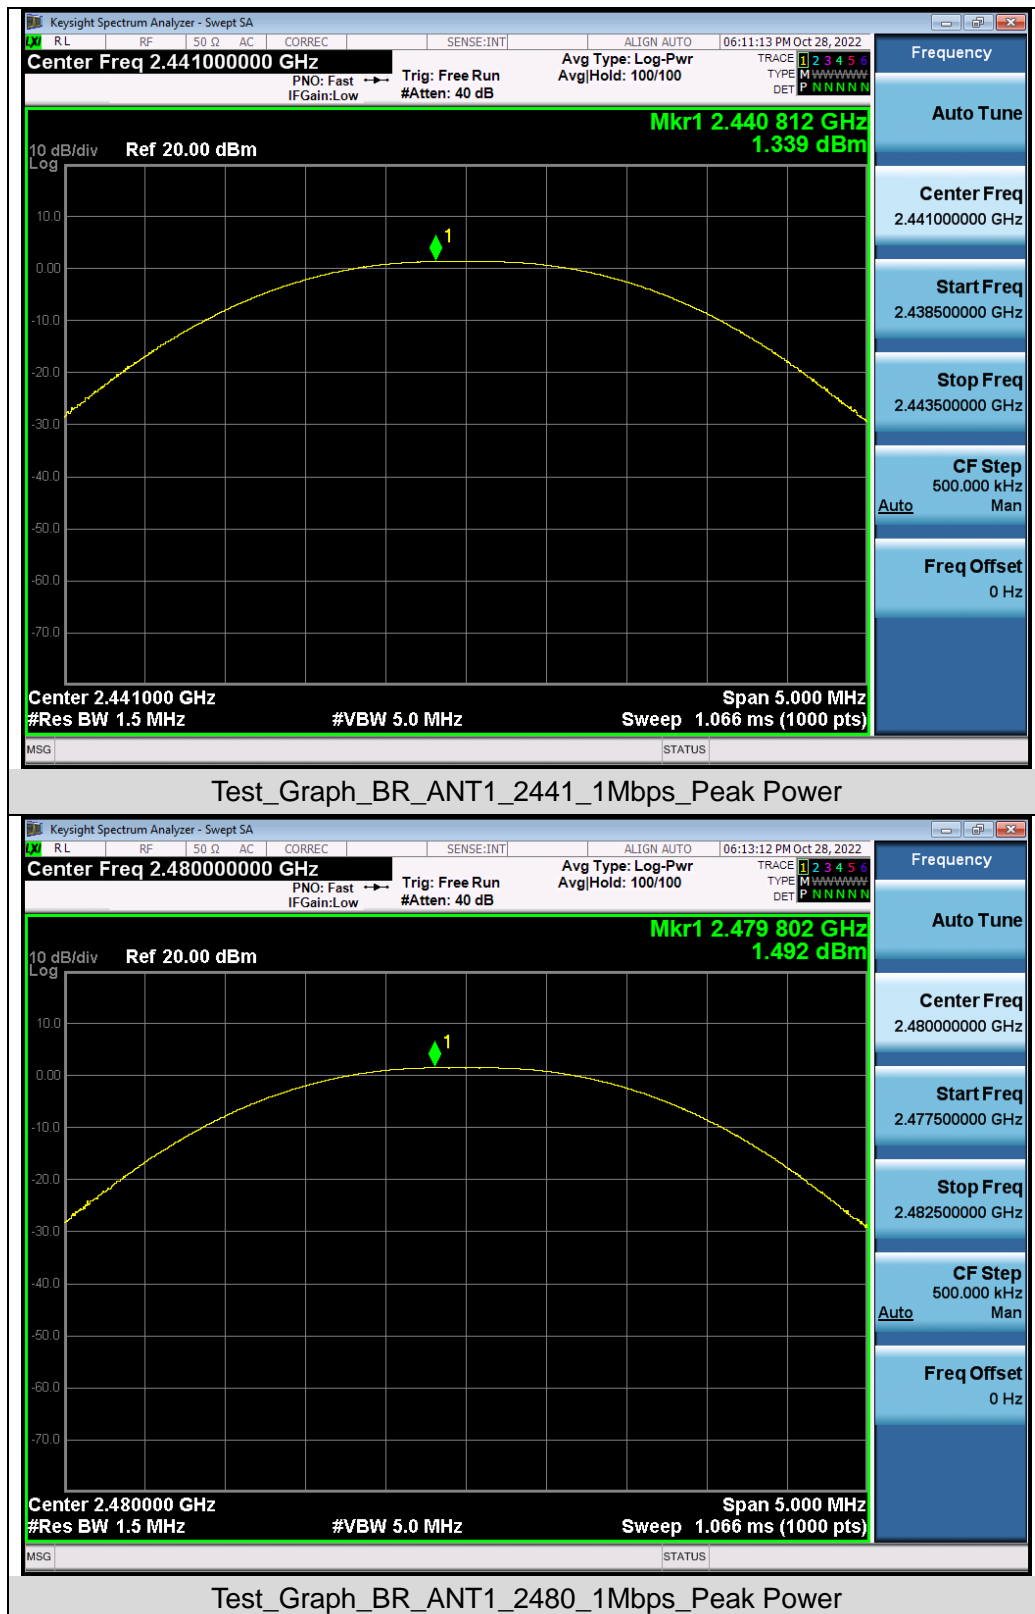 Keysight Spectrum Analyzer - Swept SA
LXI RL RF 50 Ω AC CORREC SENSE:INT ALIGN AUTO 06:11:13 PM Oct 28, 2022
Center Freq 2.441000000 GHz
PNO: Fast
IFGain:Low
Trig: Free Run
#Atten: 40 dB
Avg Type: Log-Pwr
Avg|Hold: 100/100
TRACE 1 2 3 4 5 6
TYPE M WWWWW
DET P N N N N N
Mkr1 2.440 812 GHz
1.339 dBm
10 dB/div Ref 20.00 dBm
Log
10.0
1
0.00
-10.0
-20.0
-30.0
-40.0
-50.0
-60.0
-70.0
Center 2.441000 GHz Span 5.000 MHz
#Res BW 1.5 MHz #VBW 5.0 MHz Sweep 1.066 ms (1000 pts)
MSG STATUS
Frequency
Auto Tune
Center Freq
2.441000000 GHz
Start Freq
2.438500000 GHz
Stop Freq
2.443500000 GHz
CF Step
500.000 kHz
Auto Man
Freq Offset
0 Hz
Test_Graph_BR_ANT1_2441_1Mbps_Peak Power
Keysight Spectrum Analyzer - Swept SA
LXI RL RF 50 Ω AC CORREC SENSE:INT ALIGN AUTO 06:13:12 PM Oct 28, 2022
Center Freq 2.480000000 GHz
PNO: Fast
IFGain:Low
Trig: Free Run
#Atten: 40 dB
Avg Type: Log-Pwr
Avg|Hold: 100/100
TRACE 1 2 3 4 5 6
TYPE M WWWWW
DET P N N N N N
Mkr1 2.479 802 GHz
1.492 dBm
10 dB/div Ref 20.00 dBm
Log
10.0
1
0.00
-10.0
-20.0
-30.0
-40.0
-50.0
-60.0
-70.0
Center 2.480000 GHz Span 5.000 MHz
#Res BW 1.5 MHz #VBW 5.0 MHz Sweep 1.066 ms (1000 pts)
MSG STATUS
Frequency
Auto Tune
Center Freq
2.480000000 GHz
Start Freq
2.477500000 GHz
Stop Freq
2.482500000 GHz
CF Step
500.000 kHz
Auto Man
Freq Offset
0 Hz
Test_Graph_BR_ANT1_2480_1Mbps_Peak Power